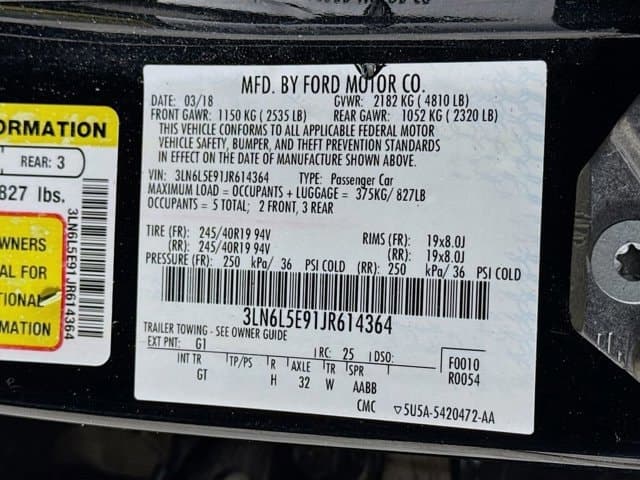 ORMATION
REAR: 3
827 lbs.
WNERS
AL FOR
TIONAL
MATION
3LN6L5E91JR614364
MFD. BY FORD MOTOR CO.
DATE: 03/18 GVWR: 2182 KG ( 4810 LB)
FRONT GAWR: 1150 KG ( 2535 LB) REAR GAWR: 1052 KG ( 2320 LB)
THIS VEHICLE CONFORMS TO ALL APPLICABLE FEDERAL MOTOR
VEHICLE SAFETY, BUMPER, AND THEFT PREVENTION STANDARDS
IN EFFECT ON THE DATE OF MANUFACTURE SHOWN ABOVE.
VIN: 3LN6L5E91JR614364 TYPE: Passenger Car
MAXIMUM LOAD = OCCUPANTS + LUGGAGE = 375KG/ 827LB
OCCUPANTS = 5 TOTAL; 2 FRONT, 3 REAR
TIRE (FR): 245/40R19 94V RIMS (FR): 19x8.0J
(RR): 245/40R19 94V (RR): 19x8.0J
PRESSURE (FR): 250 kPa/ 36 PSI COLD (RR): 250 kPa/ 36 PSI COLD
3LN6L5E91JR614364
TRAILER TOWING - SEE OWNER GUIDE
EXT PNT: G1 RC: 25 DSO: F0010
INT TR TP/PS R AXLE TR SPR R0054
GT H 32 W AABB
CMC ▽5U5A-5420472-AA